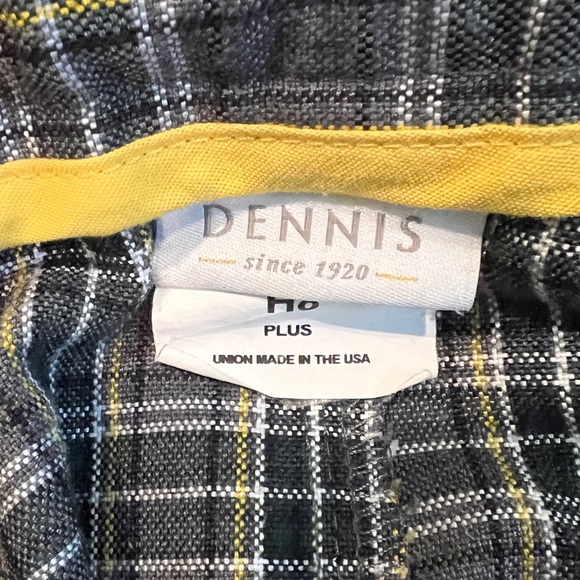 DENNIS
since 1920
PLUS
UNION MADE IN THE USA